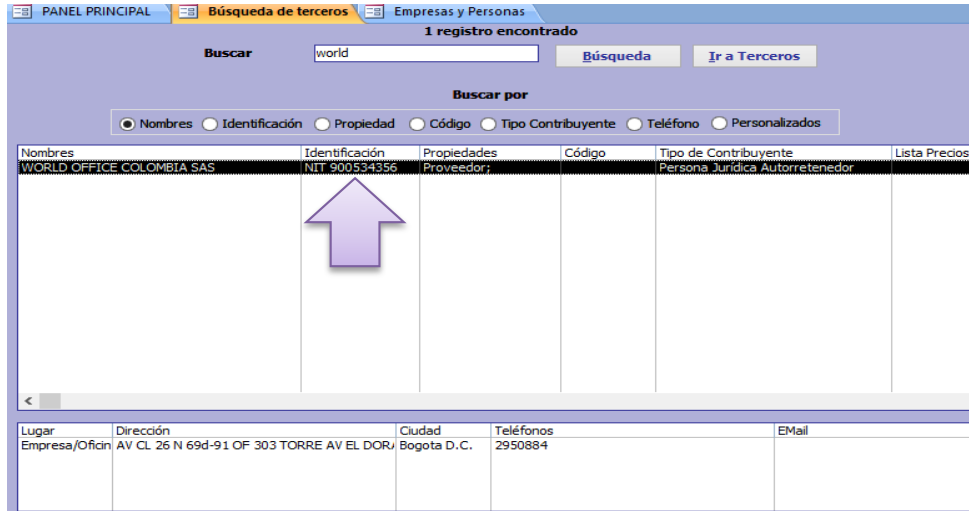 PANEL PRINCIPAL Búsqueda de terceros Empresas y Personas
1 registro encontrado
Buscar world Búsqueda Ir a Terceros
Buscar por
Nombres Identificación Propiedad Código Tipo Contribuyente Teléfono Personalizados
Nombres Identificación Propiedades Código Tipo de Contribuyente Lista Precios
WORLD OFFICE COLOMBIA SAS NIT 900534356 Proveedor; Persona Jurídica Autorretenedor
<
Lugar Dirección Ciudad Teléfonos EMail
Empresa/Oficin AV CL 26 N 69d-91 OF 303 TORRE AV EL DORA Bogota D.C. 2950884